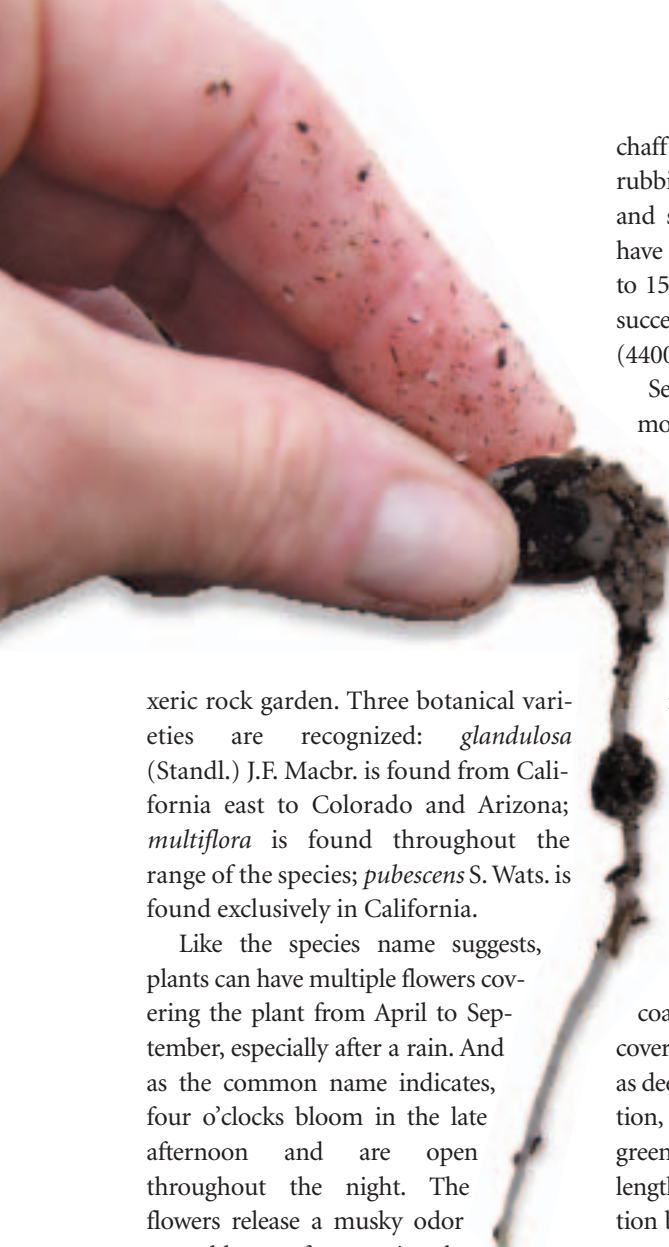 xeric rock garden. Three botanical vari-
eties are recognized: glandulosa
(Standl.) J.F. Macbr. is found from Cali-
fornia east to Colorado and Arizona;
multiflora is found throughout the
range of the species; pubescens S. Wats. is
found exclusively in California.
Like the species name suggests,
plants can have multiple flowers cov-
ering the plant from April to Sep-
tember, especially after a rain. And
as the common name indicates,
four o’clocks bloom in the late
afternoon and are open
throughout the night. The
flowers release a musky odor
chaff
and
have
to 15
Se
mo
coa
cover
as dee
tion,
green
length
tion b